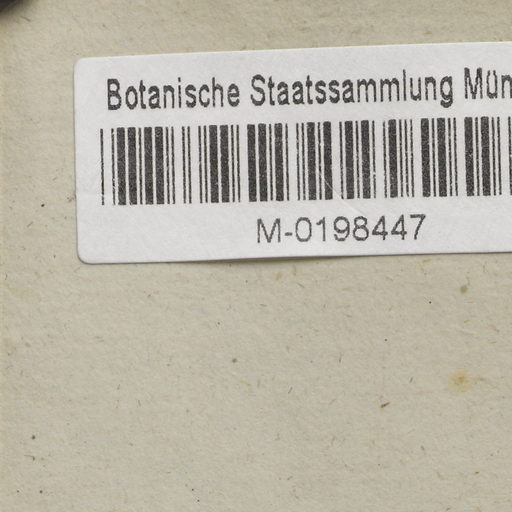 Botanische Staatssammlung Mün
M-0198447